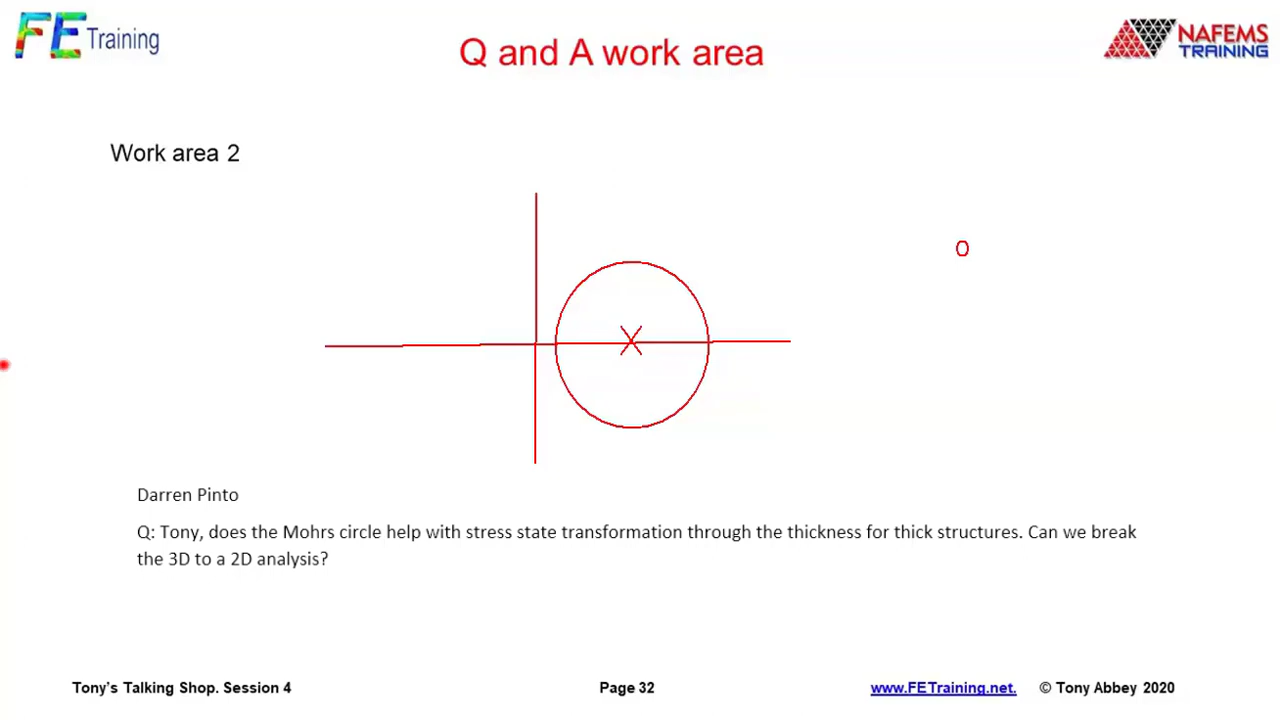 FE Training
NAFEMS
TRAINING
Q and A work area
Work area 2
O
X
Darren Pinto
Q: Tony, does the Mohrs circle help with stress state transformation through the thickness for thick structures. Can we break
the 3D to a 2D analysis?
Tony's Talking Shop. Session 4
Page 32
www.FETraining.net.
© Tony Abbey 2020